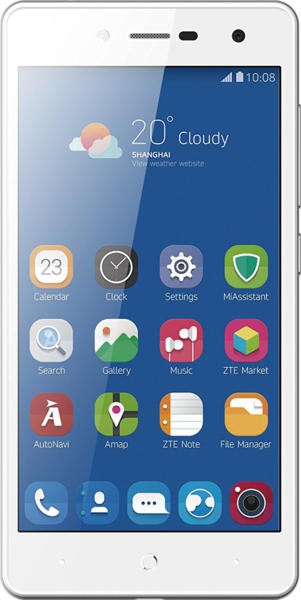 10:08
20° Cloudy
SHANGHAI
View weather website
23
Calendar
Clock
Settings
MiAssistant
Search
Gallery
Music
ZTE Market
A
AutoNavi
Amap
ZTE Note
File Manager